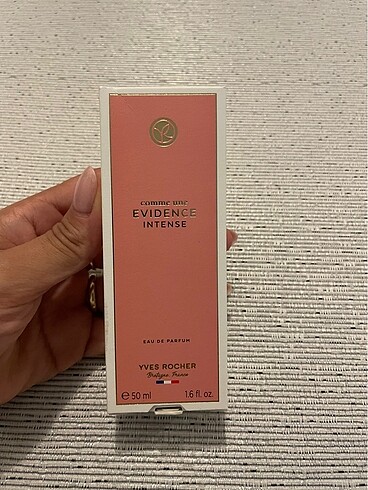 comme une
EVIDENCE
INTENSE
EAU DE PARFUM
YVES ROCHER
Bretagne France
℮ 50 ml 1.6 fl. oz.